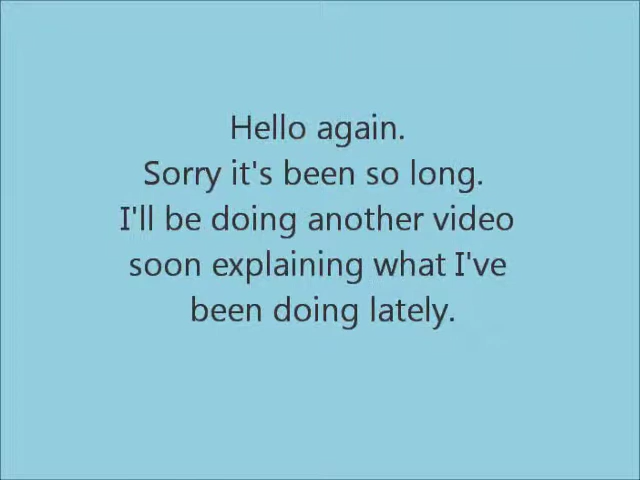 Hello again.
Sorry it's been so long.
I'll be doing another video
soon explaining what I've
been doing lately.